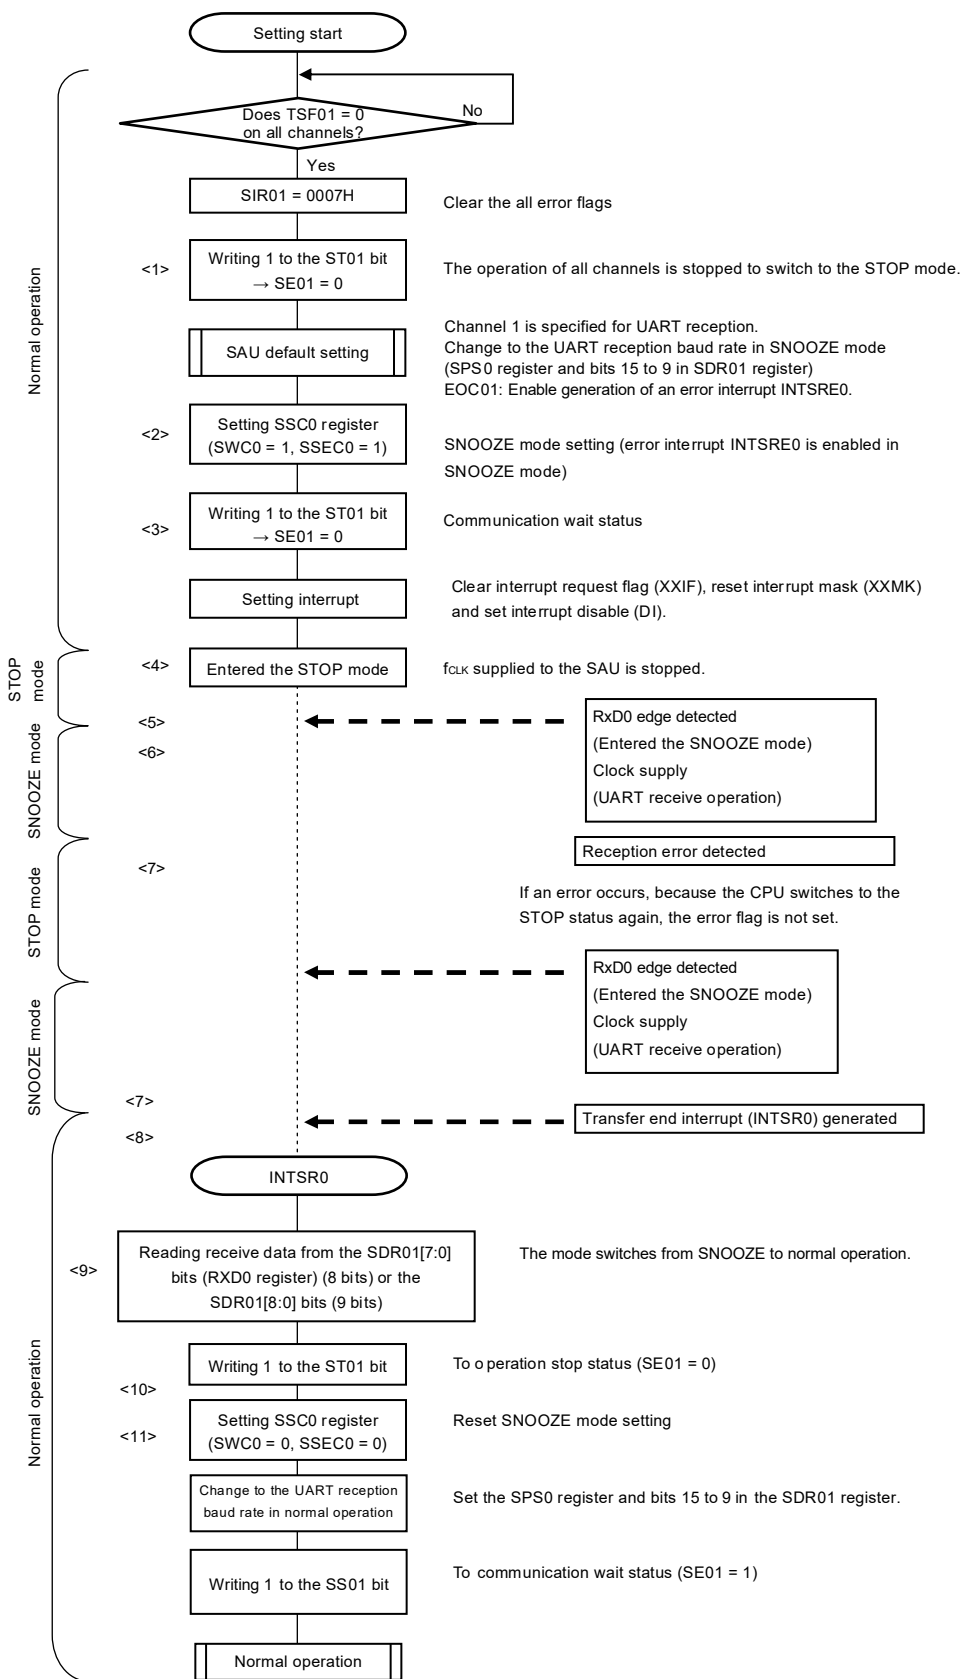 Setting start
Does TSF01 = 0
on all channels?
No
Yes
SIR01 = 0007H
Clear the all error flags
Normal operation
<1>
Writing 1 to the ST01 bit
→ SE01 = 0
The operation of all channels is stopped to switch to the STOP mode.
SAU default setting
Channel 1 is specified for UART reception.
Change to the UART reception baud rate in SNOOZE mode
(SPS0 register and bits 15 to 9 in SDR01 register)
EOC01: Enable generation of an error interrupt INTSRE0.
<2>
Setting SSC0 register
(SWC0 = 1, SSEC0 = 1)
SNOOZE mode setting (error interrupt INTSRE0 is enabled in
SNOOZE mode)
<3>
Writing 1 to the ST01 bit
→ SE01 = 0
Communication wait status
Setting interrupt
Clear interrupt request flag (XXIF), reset interrupt mask (XXMK)
and set interrupt disable (DI).
STOP
mode
<4>
Entered the STOP mode
fCLK supplied to the SAU is stopped.
<5>
<6>
SNOOZE mode
RxD0 edge detected
(Entered the SNOOZE mode)
Clock supply
(UART receive operation)
Reception error detected
<7>
STOP mode
If an error occurs, because the CPU switches to the
STOP status again, the error flag is not set.
RxD0 edge detected
(Entered the SNOOZE mode)
Clock supply
(UART receive operation)
SNOOZE mode
<7>
Transfer end interrupt (INTSR0) generated
<8>
INTSR0
<9>
Reading receive data from the SDR01[7:0]
bits (RXD0 register) (8 bits) or the
SDR01[8:0] bits (9 bits)
The mode switches from SNOOZE to normal operation.
Normal operation
Writing 1 to the ST01 bit
To operation stop status (SE01 = 0)
<10>
<11>
Setting SSC0 register
(SWC0 = 0, SSEC0 = 0)
Reset SNOOZE mode setting
Change to the UART reception
baud rate in normal operation
Set the SPS0 register and bits 15 to 9 in the SDR01 register.
Writing 1 to the SS01 bit
To communication wait status (SE01 = 1)
Normal operation